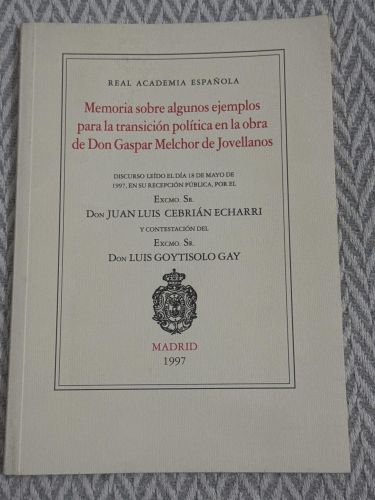 REAL ACADEMIA ESPAÑOLA
Memoria sobre algunos ejemplos
para la transición política en la obra
de Don Gaspar Melchor de Jovellanos
DISCURSO LEÍDO EL DÍA 18 DE MAYO DE
1997, EN SU RECEPCIÓN PÚBLICA, POR EL
EXCMO. SR.
DON JUAN LUIS CEBRIÁN ECHARRI
Y CONTESTACIÓN DEL
EXCMO. SR.
DON LUIS GOYTISOLO GAY
MADRID
1997